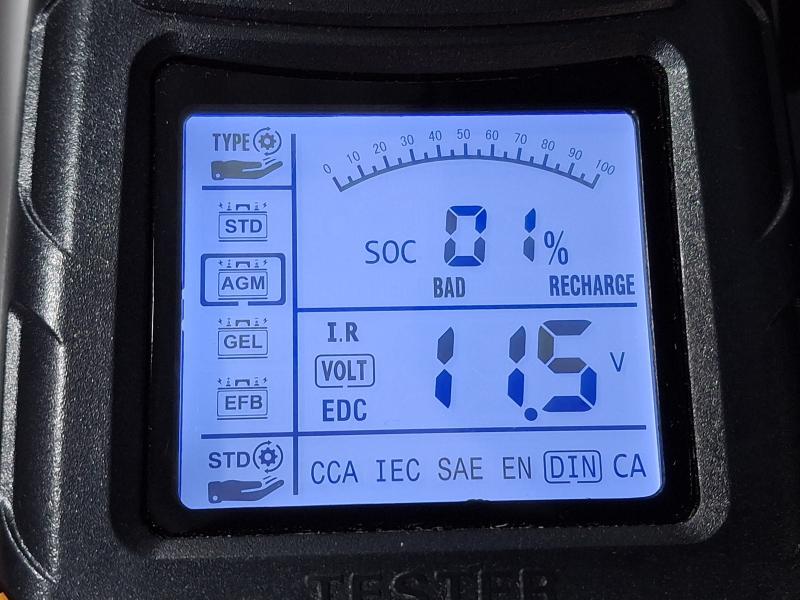 TYPE
0 10 20 30 40 50 60 70 80 90 100
STD
SOC 01%
AGM
BAD RECHARGE
GEL
I.R
VOLT
11.5 V
EFB
EDC
STD
CCA IEC SAE EN DIN CA
TESTER